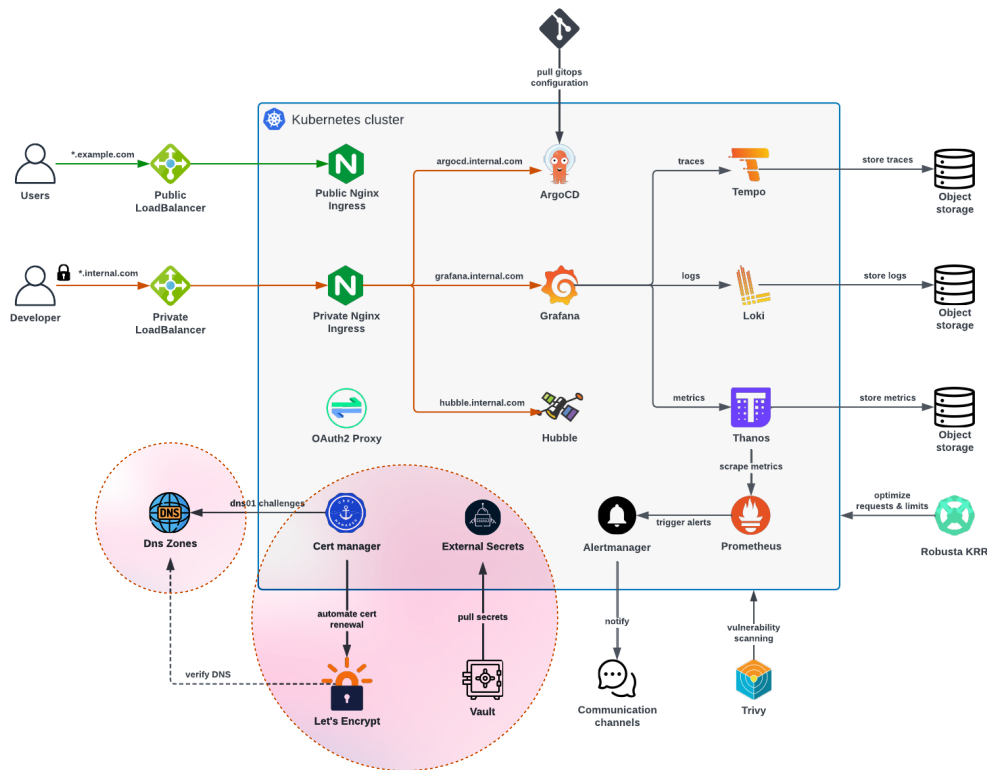 pull gitops
configuration
Kubernetes cluster
*.example.com
argocd.internal.com
traces
store traces
Users
Public
LoadBalancer
Public Nginx
Ingress
ArgoCD
Tempo
Object
storage
*.internal.com
grafana.internal.com
logs
store logs
Developer
Private
LoadBalancer
Private Nginx
Ingress
Grafana
Loki
Object
storage
hubble.internal.com
metrics
store metrics
OAuth2 Proxy
Hubble
Thanos
Object
storage
scrape metrics
dns01 challenges
optimize
requests & limits
DNS
trigger alerts
Dns Zones
Cert manager
External Secrets
Alertmanager
Prometheus
Robusta KRR
automate cert
renewal
pull secrets
notify
vulnerability
scanning
verify DNS
Let's Encrypt
Vault
Communication
channels
Trivy